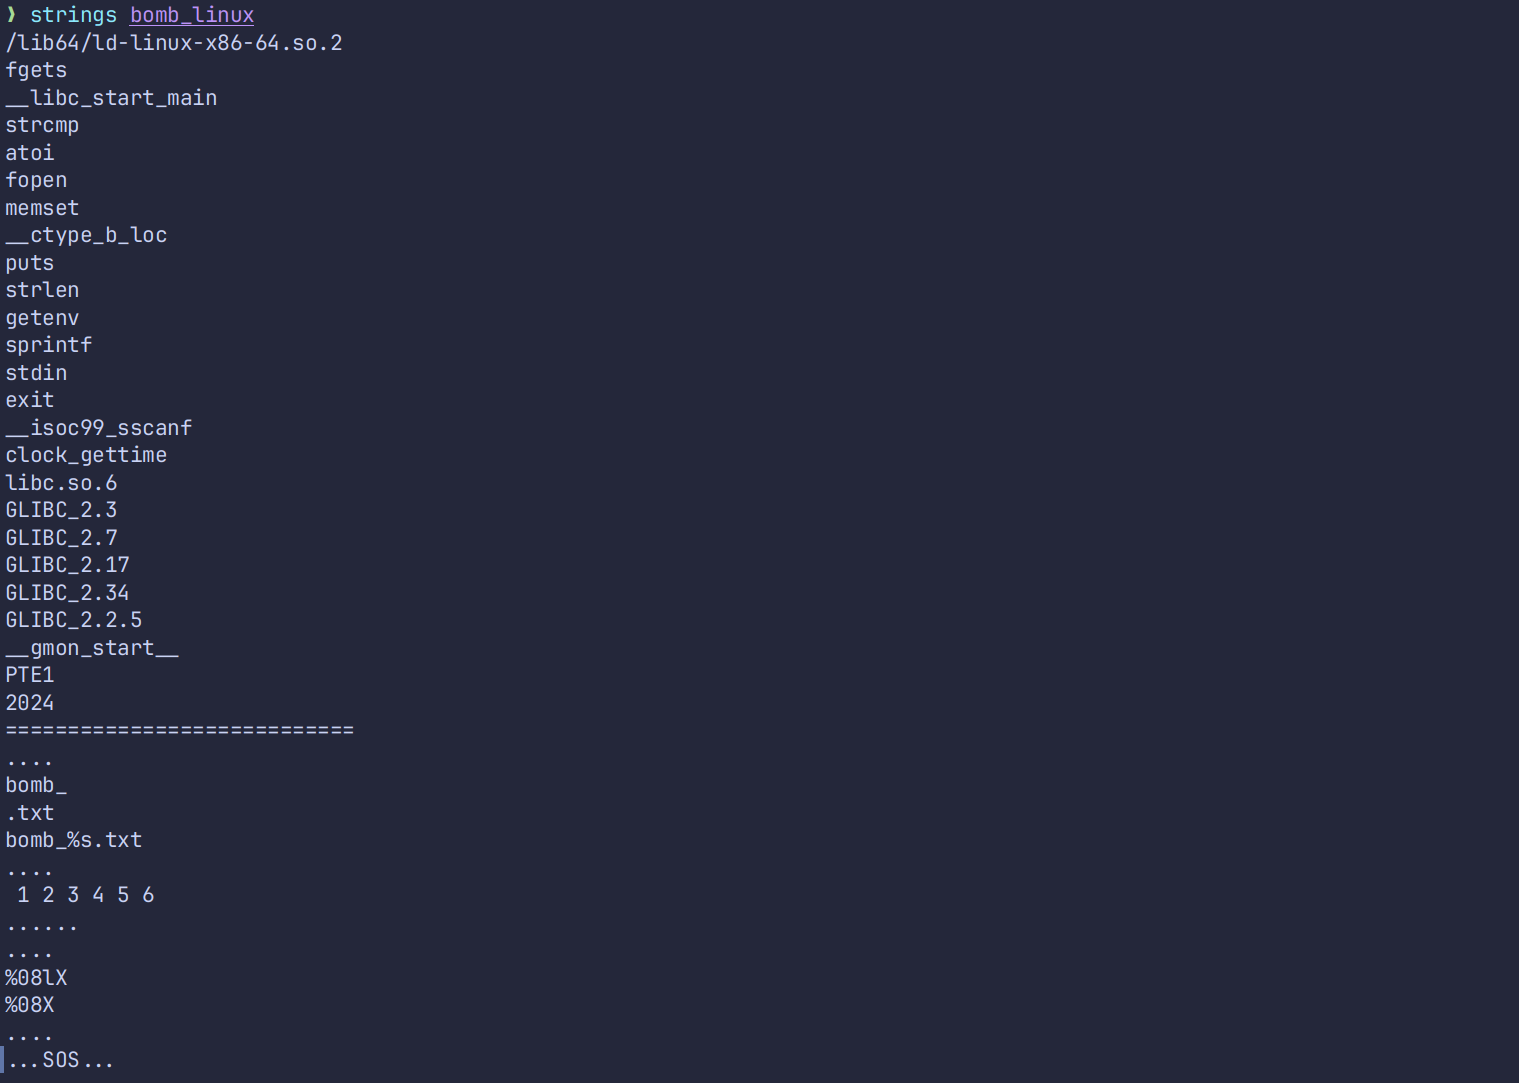 ❯ strings bomb_linux
/lib64/ld-linux-x86-64.so.2
fgets
__libc_start_main
strcmp
atoi
fopen
memset
__ctype_b_loc
puts
strlen
getenv
sprintf
stdin
exit
__isoc99_sscanf
clock_gettime
libc.so.6
GLIBC_2.3
GLIBC_2.7
GLIBC_2.17
GLIBC_2.34
GLIBC_2.2.5
__gmon_start__
PTE1
2024
============================
....
bomb_
.txt
bomb_%s.txt
....
 1 2 3 4 5 6
......
....
%08lX
%08X
....
...SOS...